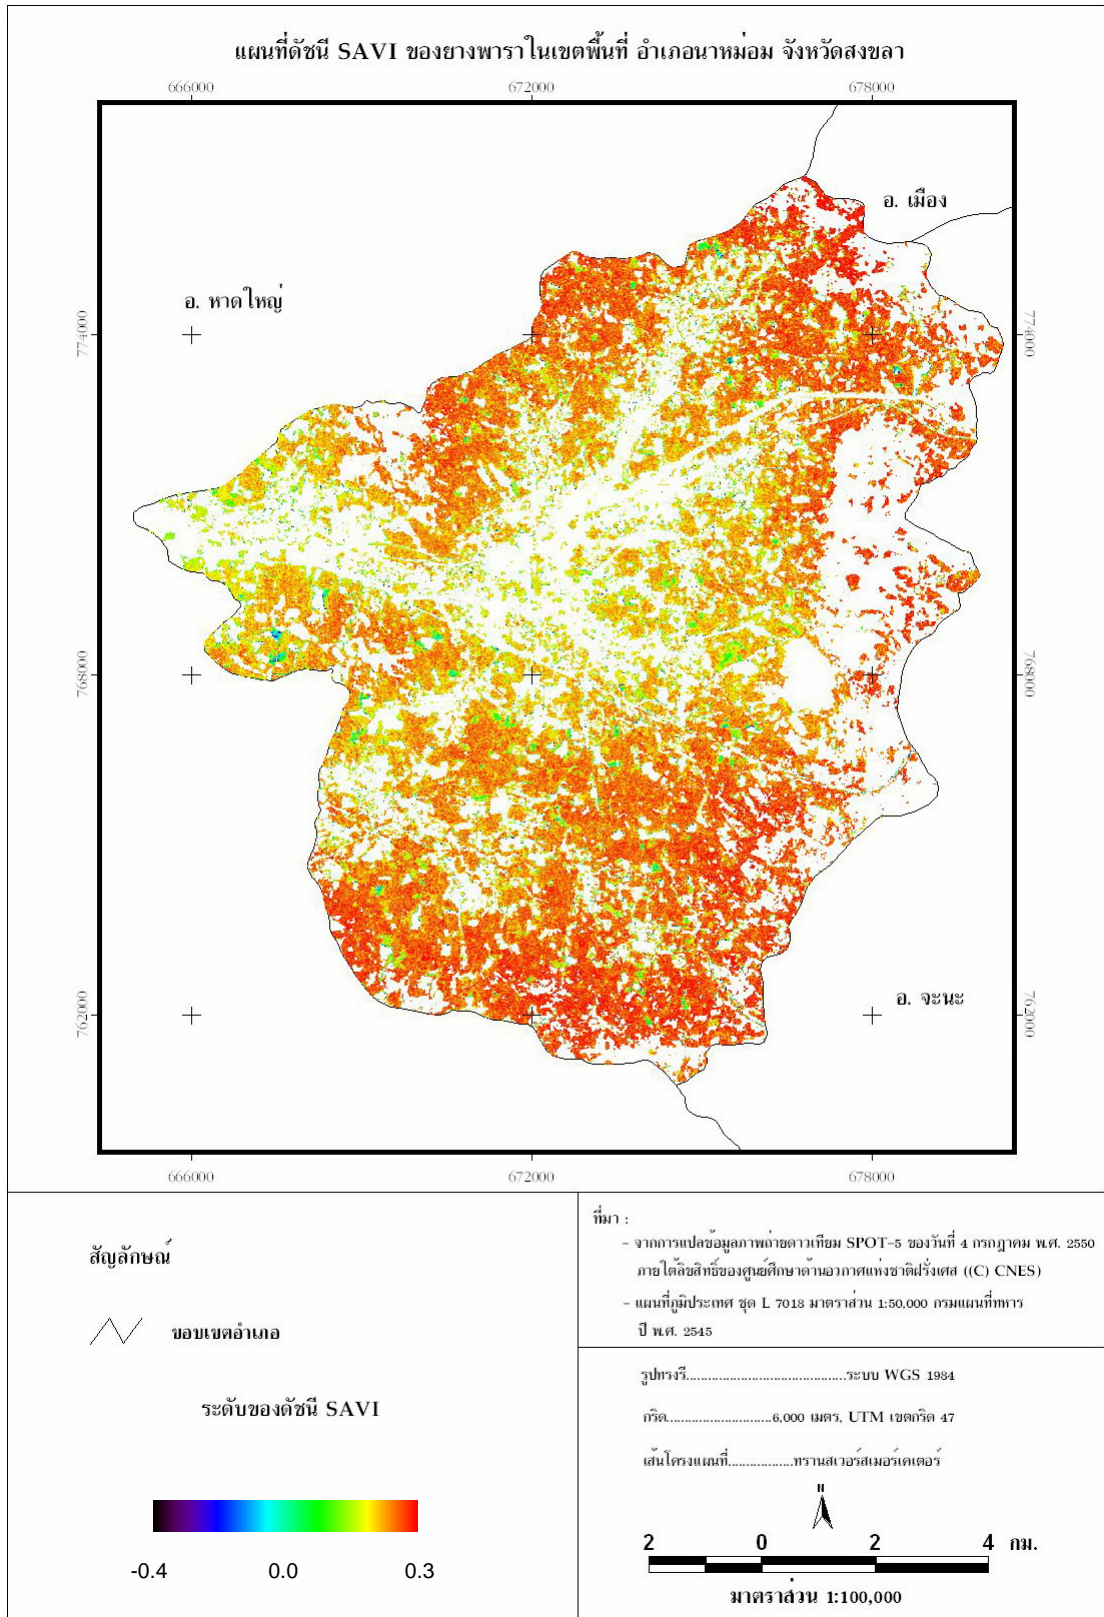 แผนที่ดัชนี SAVI ของยางพาราในเขตพื้นที่ อำเภอนาหม่อม จังหวัดสงขลา
666000 672000 678000
อ. เมือง
อ. หาดใหญ่
774000 774000
768000 768000
อ. จะนะ
762000 762000
666000 672000 678000
สัญลักษณ์
ขอบเขตอำเภอ
ระดับของดัชนี SAVI
-0.4 0.0 0.3
ที่มา :
- จากการแปลข้อมูลภาพถ่ายดาวเทียม SPOT-5 ของวันที่ 4 กรกฎาคม พ.ศ. 2550
ภายใต้ลิขสิทธิ์ของศูนย์ศึกษาด้านอวกาศแห่งชาติฝรั่งเศส ((C) CNES)
- แผนที่ภูมิประเทศ ชุด L 7018 มาตราส่วน 1:50,000 กรมแผนที่ทหาร
ปี พ.ศ. 2545
รูปทรงรี...........................................ระบบ WGS 1984
กริด............................6,000 เมตร, UTM เขตกริด 47
เส้นโครงแผนที่..................ทรานสเวอร์สเมอร์เคเตอร์
N
2 0 2 4 กม.
มาตราส่วน 1:100,000